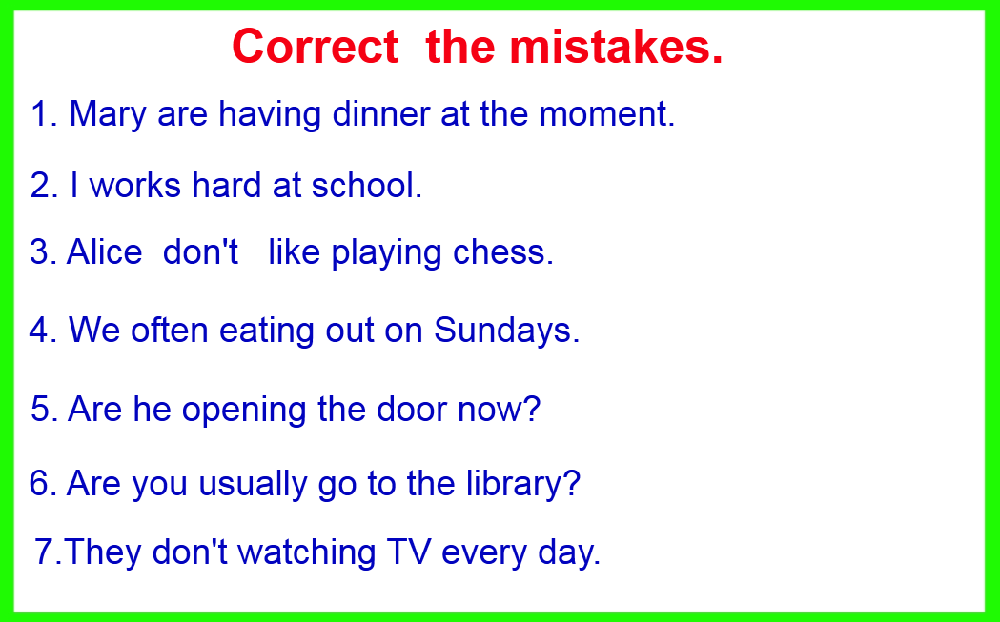 Correct the mistakes.
1. Mary are having dinner at the moment.
2. I works hard at school.
3. Alice don't like playing chess.
4. We often eating out on Sundays.
5. Are he opening the door now?
6. Are you usually go to the library?
7.They don't watching TV every day.